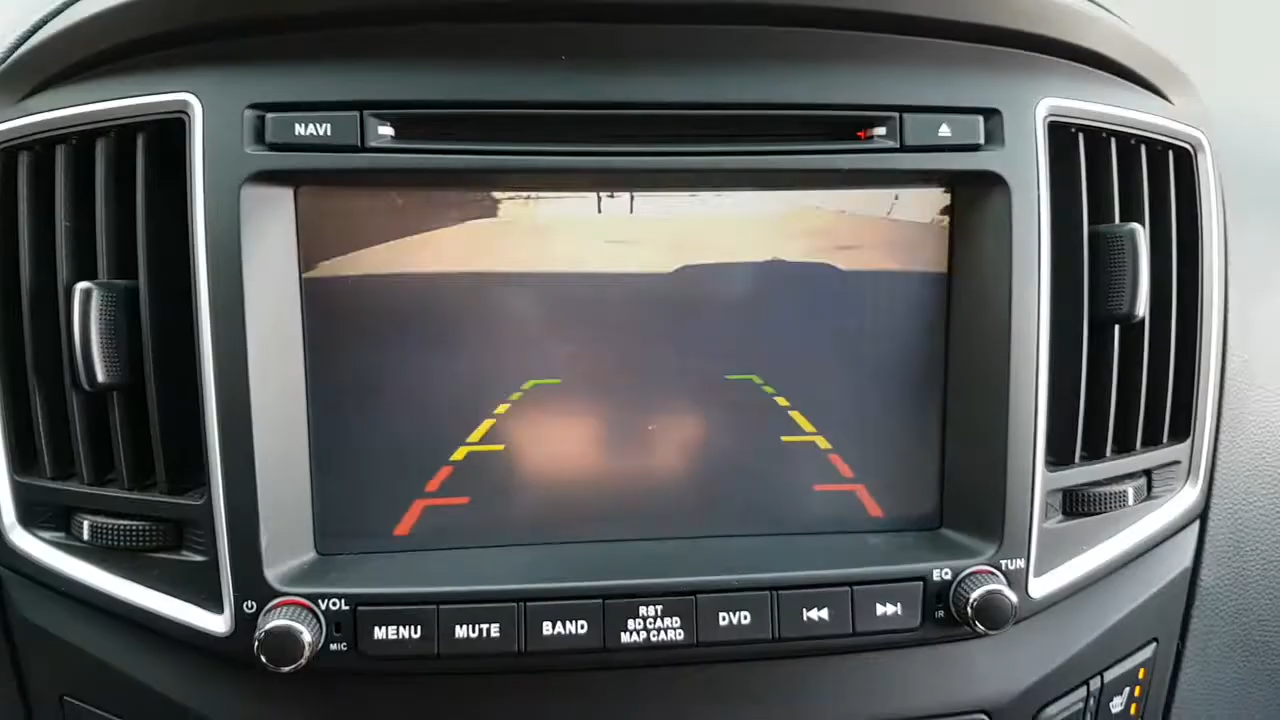 NAVI
VOL
MIC
MENU
MUTE
BAND
RST
SD CARD
MAP CARD
DVD
EQ
TUN
IR